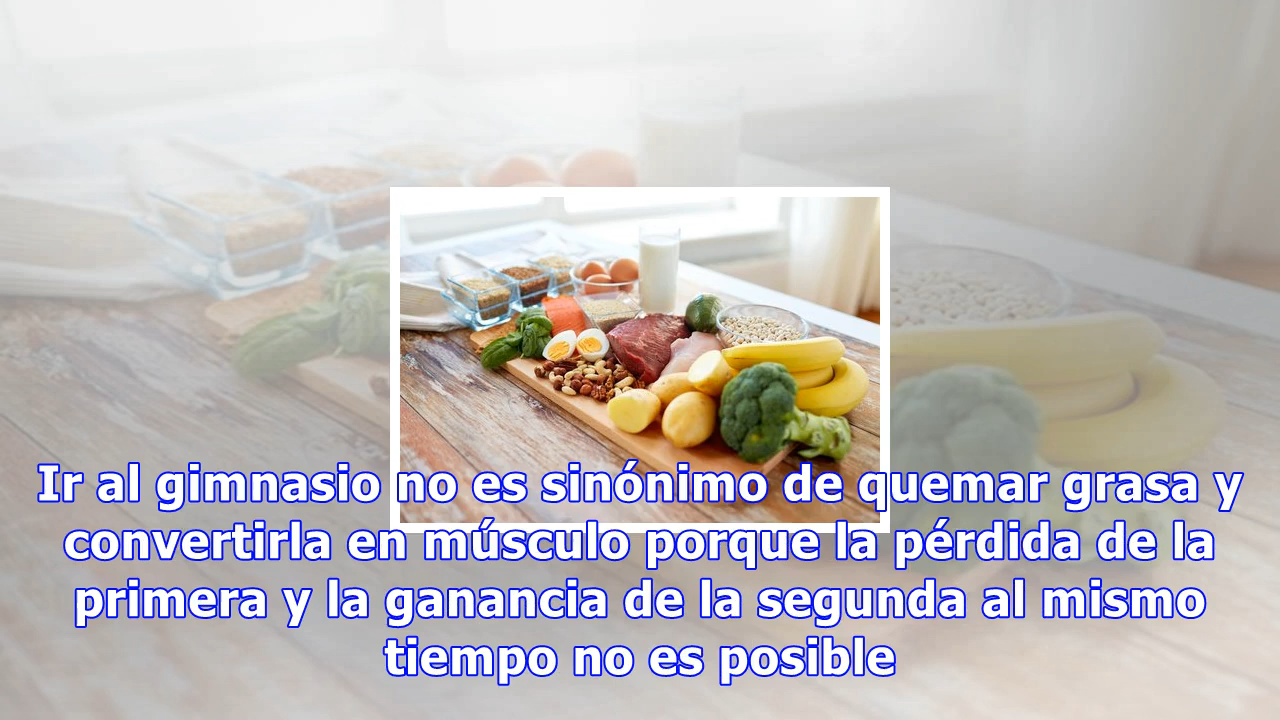 Ir al gimnasio no es sinónimo de quemar grasa y
convertirla en músculo porque la pérdida de la
primera y la ganancia de la segunda al mismo
tiempo no es posible